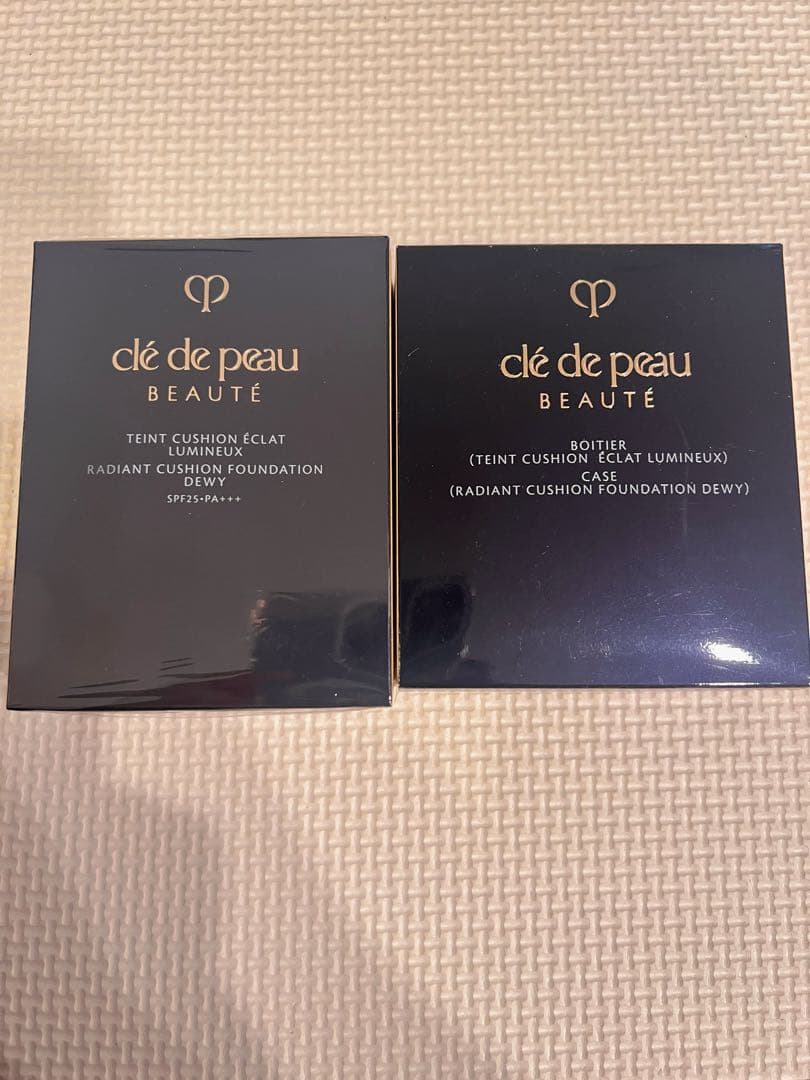 clé de peau
BEAUTÉ
TEINT CUSHION ÉCLAT
LUMINEUX
RADIANT CUSHION FOUNDATION
DEWY
SPF25•PA+++
clé de peau
BEAUTÉ
BOITIER
(TEINT CUSHION ÉCLAT LUMINEUX)
CASE
(RADIANT CUSHION FOUNDATION DEWY)